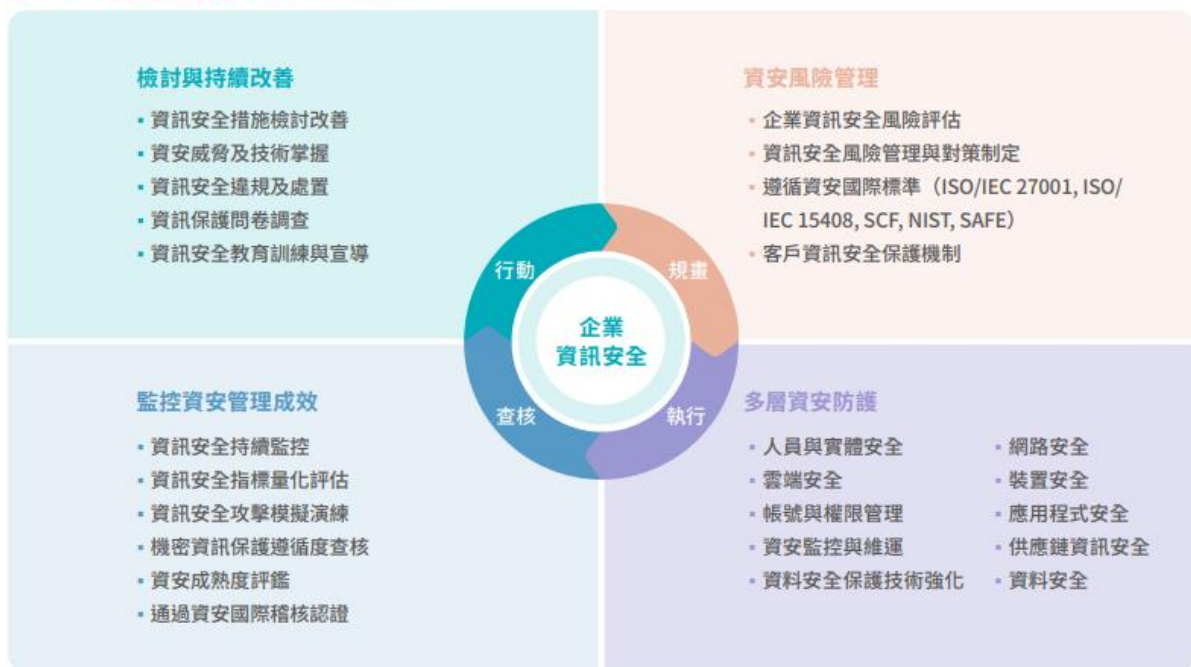 檢討與持續改善
▪ 資訊安全措施檢討改善
▪ 資安威脅及技術掌握
▪ 資訊安全違規及處置
▪ 資訊保護問卷調查
▪ 資訊安全教育訓練與宣導
資安風險管理
▪ 企業資訊安全風險評估
▪ 資訊安全風險管理與對策制定
▪ 遵循資安國際標準（ISO/IEC 27001, ISO/
IEC 15408, SCF, NIST, SAFE）
▪ 客戶資訊安全保護機制
行動
規畫
企業
資訊安全
查核
執行
監控資安管理成效
▪ 資訊安全持續監控
▪ 資訊安全指標量化評估
▪ 資訊安全攻擊模擬演練
▪ 機密資訊保護遵循度查核
▪ 資安成熟度評鑑
▪ 通過資安國際稽核認證
多層資安防護
▪ 人員與實體安全
▪ 雲端安全
▪ 帳號與權限管理
▪ 資安監控與維運
▪ 資料安全保護技術強化
▪ 網路安全
▪ 裝置安全
▪ 應用程式安全
▪ 供應鏈資訊安全
▪ 資料安全